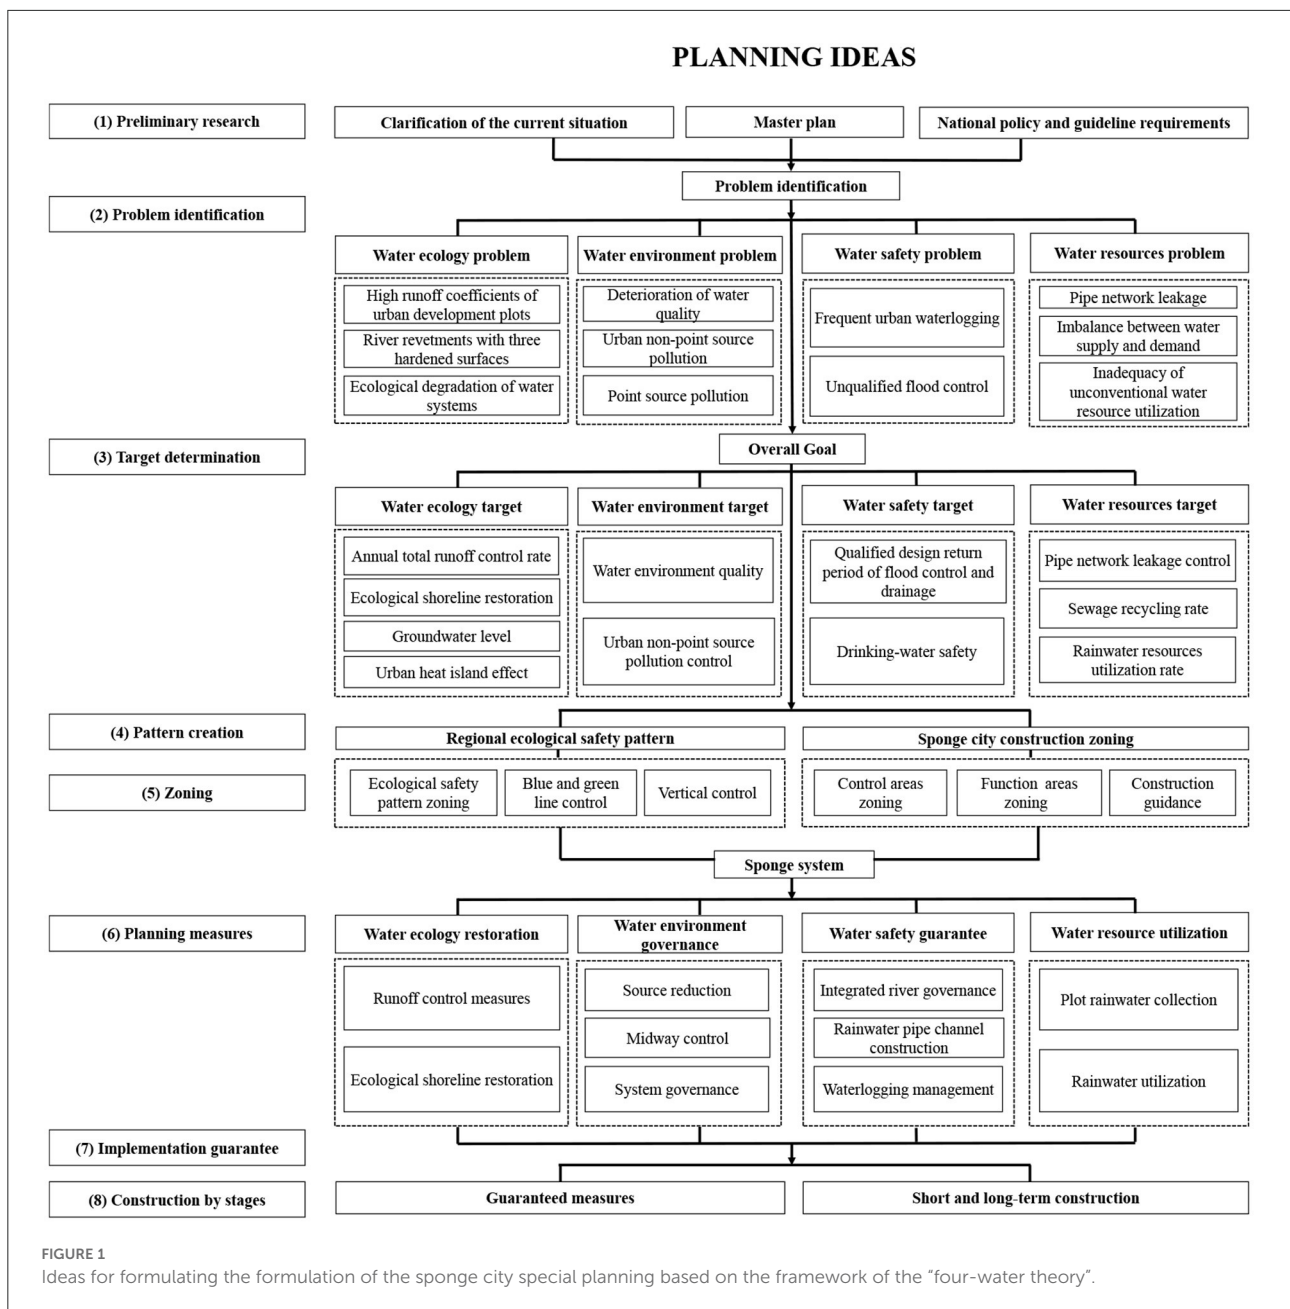 PLANNING IDEAS
(1) Preliminary research
Clarification of the current situation
Master plan
National policy and guideline requirements
Problem identification
(2) Problem identification
Water ecology problem
Water environment problem
Water safety problem
Water resources problem
High runoff coefficients of
urban development plots
River revetments with three
hardened surfaces
Ecological degradation of water
systems
Deterioration of water
quality
Urban non-point source
pollution
Point source pollution
Frequent urban waterlogging
Unqualified flood control
Pipe network leakage
Imbalance between water
supply and demand
Inadequacy of
unconventional water
resource utilization
(3) Target determination
Overall Goal
Water ecology target
Water environment target
Water safety target
Water resources target
Annual total runoff control rate
Ecological shoreline restoration
Groundwater level
Urban heat island effect
Water environment quality
Urban non-point source
pollution control
Qualified design return
period of flood control and
drainage
Drinking-water safety
Pipe network leakage control
Sewage recycling rate
Rainwater resources
utilization rate
(4) Pattern creation
Regional ecological safety pattern
Sponge city construction zoning
(5) Zoning
Ecological safety
pattern zoning
Blue and green
line control
Vertical control
Control areas
zoning
Function areas
zoning
Construction
guidance
Sponge system
(6) Planning measures
Water ecology restoration
Water environment
governance
Water safety guarantee
Water resource utilization
Runoff control measures
Ecological shoreline restoration
Source reduction
Midway control
System governance
Integrated river governance
Rainwater pipe channel
construction
Waterlogging management
Plot rainwater collection
Rainwater utilization
(7) Implementation guarantee
(8) Construction by stages
Guaranteed measures
Short and long-term construction
FIGURE 1
Ideas for formulating the formulation of the sponge city special planning based on the framework of the "four-water theory".